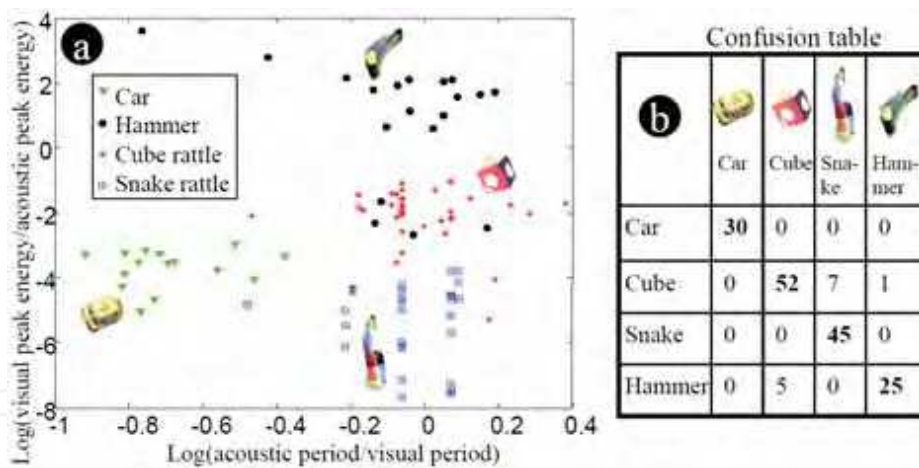 a
Log(visual peak energy/acoustic peak energy)
4
2
0
-2
-4
-6
-8
Car
Hammer
Cube rattle
Snake rattle
-1 -0.8 -0.6 -0.4 -0.2 0 0.2 0.4
Log(acoustic period/visual period)
Confusion table
b
Car Cube Sna- Ham-
ke mmer
Car 30 0 0 0
Cube 0 52 7 1
Snake 0 0 45 0
Hammer 0 5 0 25